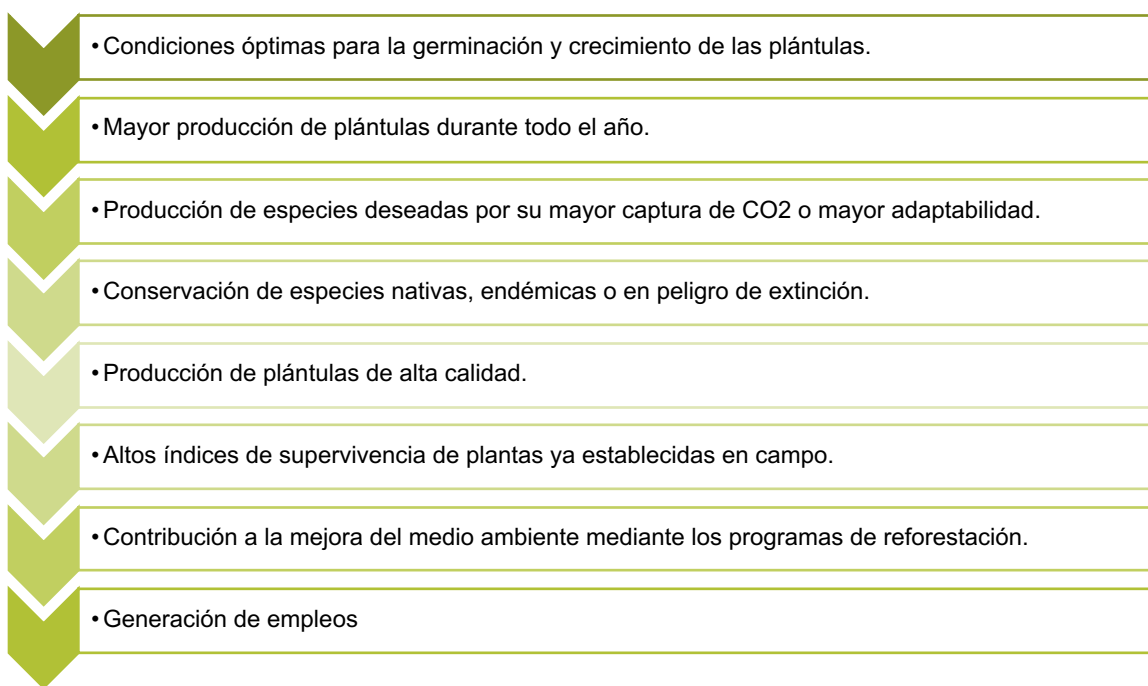 •Condiciones óptimas para la germinación y crecimiento de las plántulas.
•Mayor producción de plántulas durante todo el año.
•Producción de especies deseadas por su mayor captura de CO2 o mayor adaptabilidad.
•Conservación de especies nativas, endémicas o en peligro de extinción.
•Producción de plántulas de alta calidad.
•Altos índices de supervivencia de plantas ya establecidas en campo.
•Contribución a la mejora del medio ambiente mediante los programas de reforestación.
•Generación de empleos